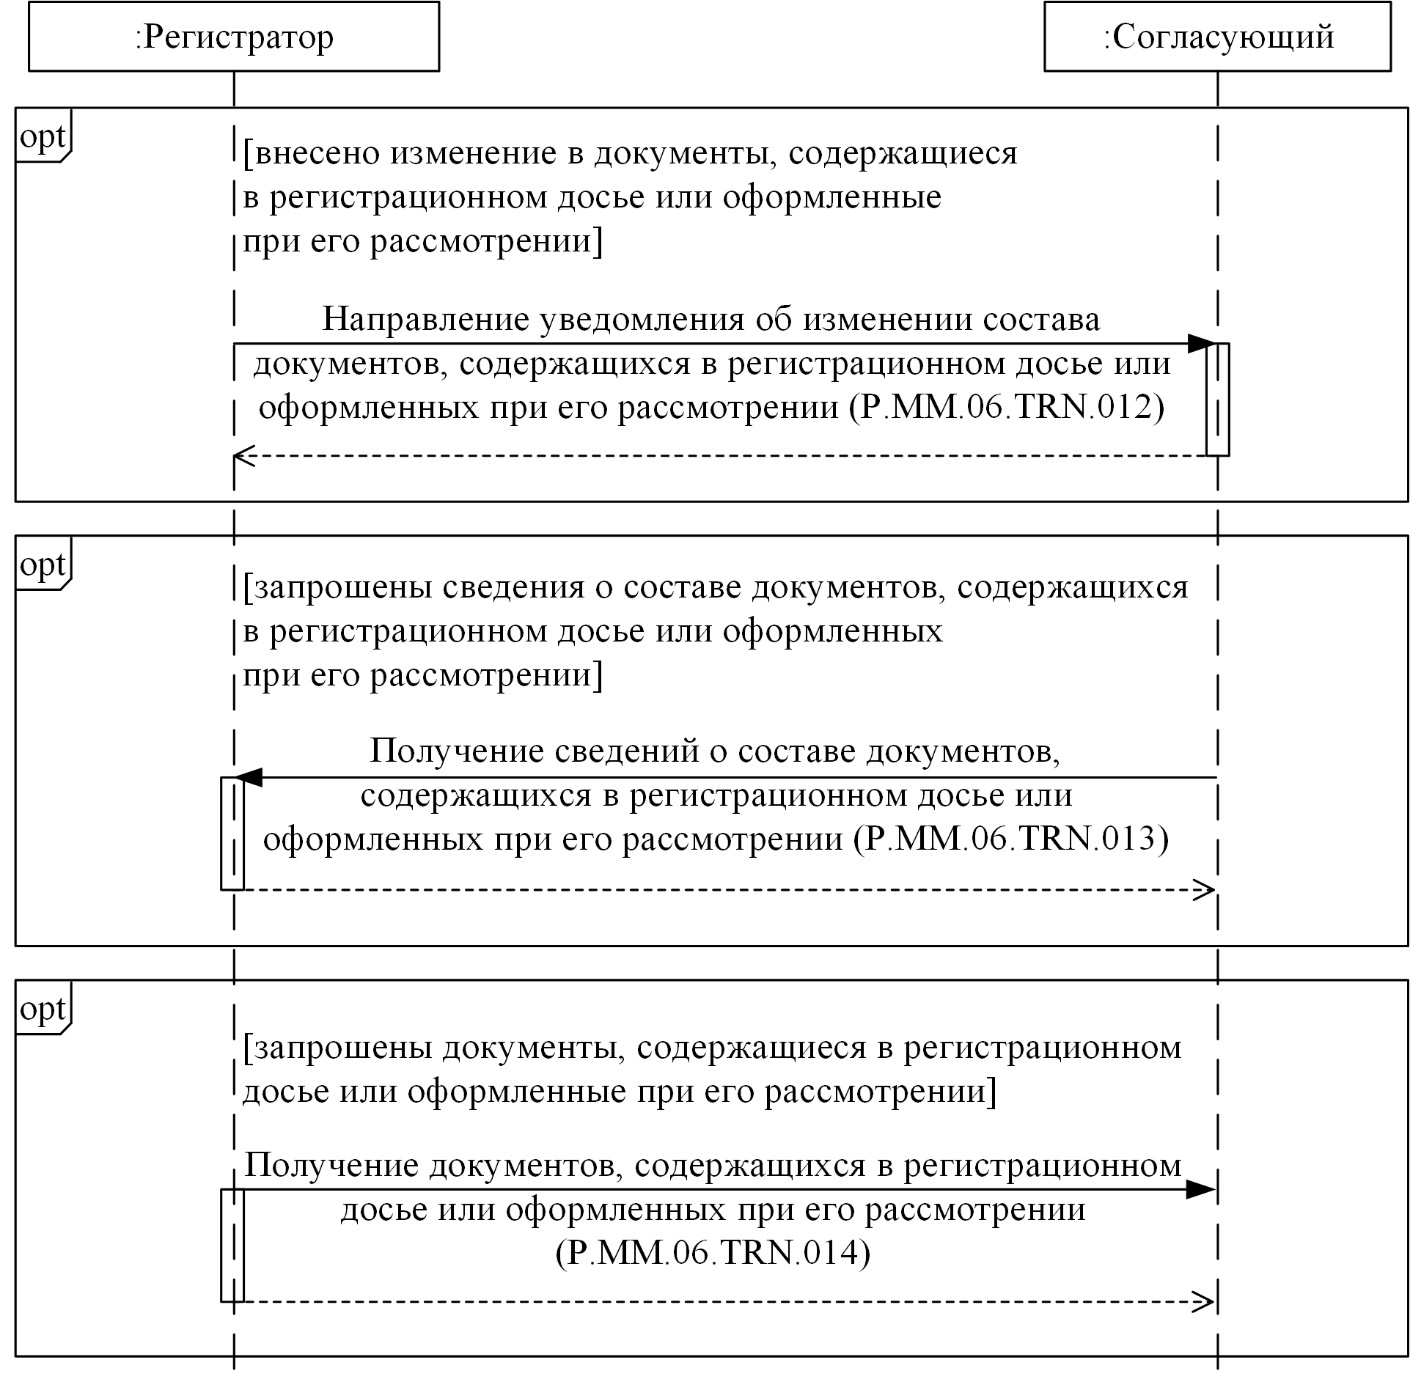 :Регистратор
:Согласующий
opt
[внесено изменение в документы, содержащиеся
в регистрационном досье или оформленные
при его рассмотрении]
Направление уведомления об изменении состава
документов, содержащихся в регистрационном досье или
оформленных при его рассмотрении (P.MM.06.TRN.012)
opt
[запрошены сведения о составе документов, содержащихся
в регистрационном досье или оформленных
при его рассмотрении]
Получение сведений о составе документов,
содержащихся в регистрационном досье или
оформленных при его рассмотрении (P.MM.06.TRN.013)
opt
[запрошены документы, содержащиеся в регистрационном
досье или оформленные при его рассмотрении]
Получение документов, содержащихся в регистрационном
досье или оформленных при его рассмотрении
(P.MM.06.TRN.014)